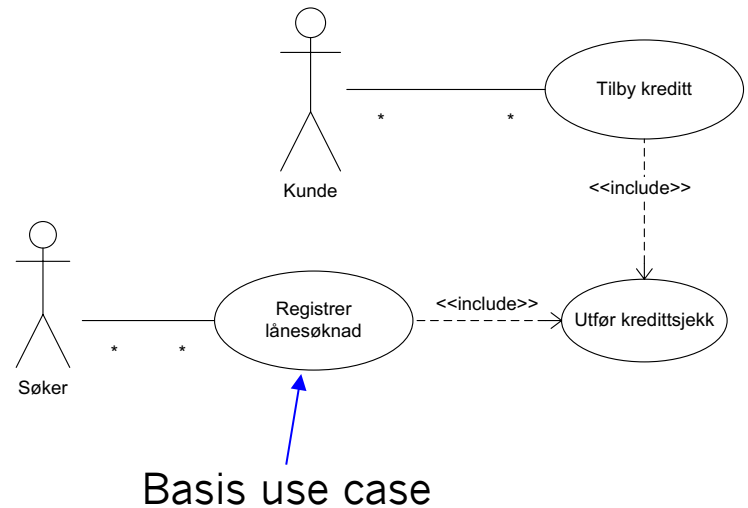 Tilby kreditt
* *
Kunde
<<include>>
Registrer
lånesøknad
<<include>>
Utfør kredittsjekk
* *
Søker
Basis use case